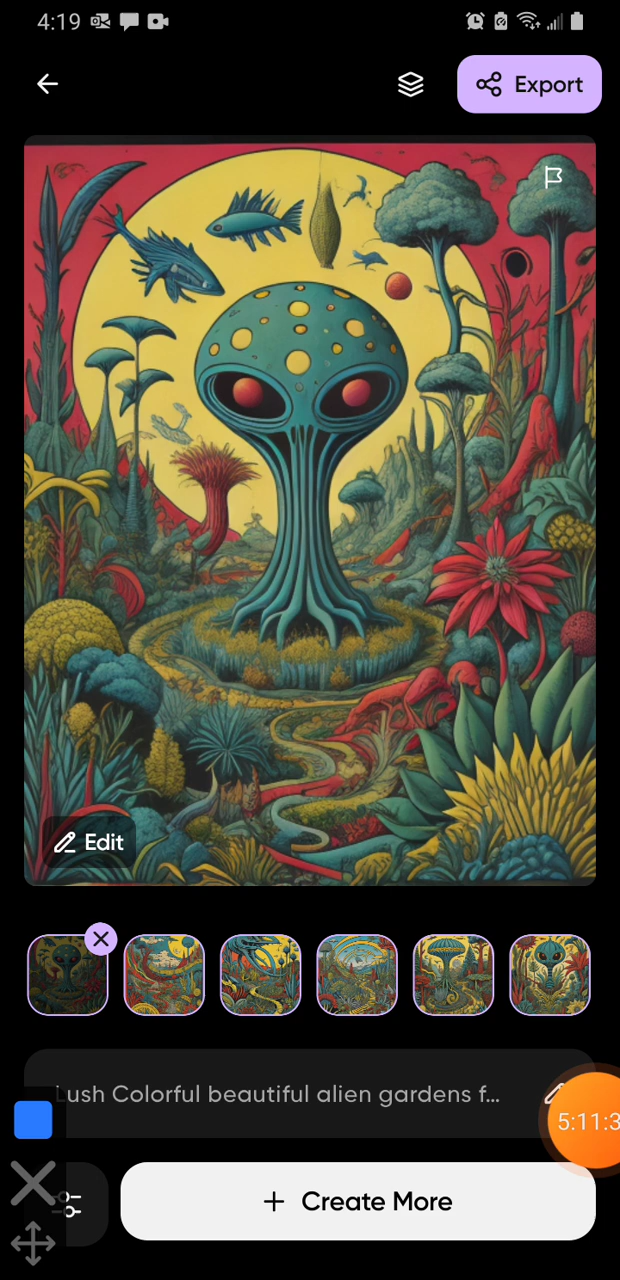 4:19
Export
Edit
Lush Colorful beautiful alien gardens f...
5:11:3
+ Create More